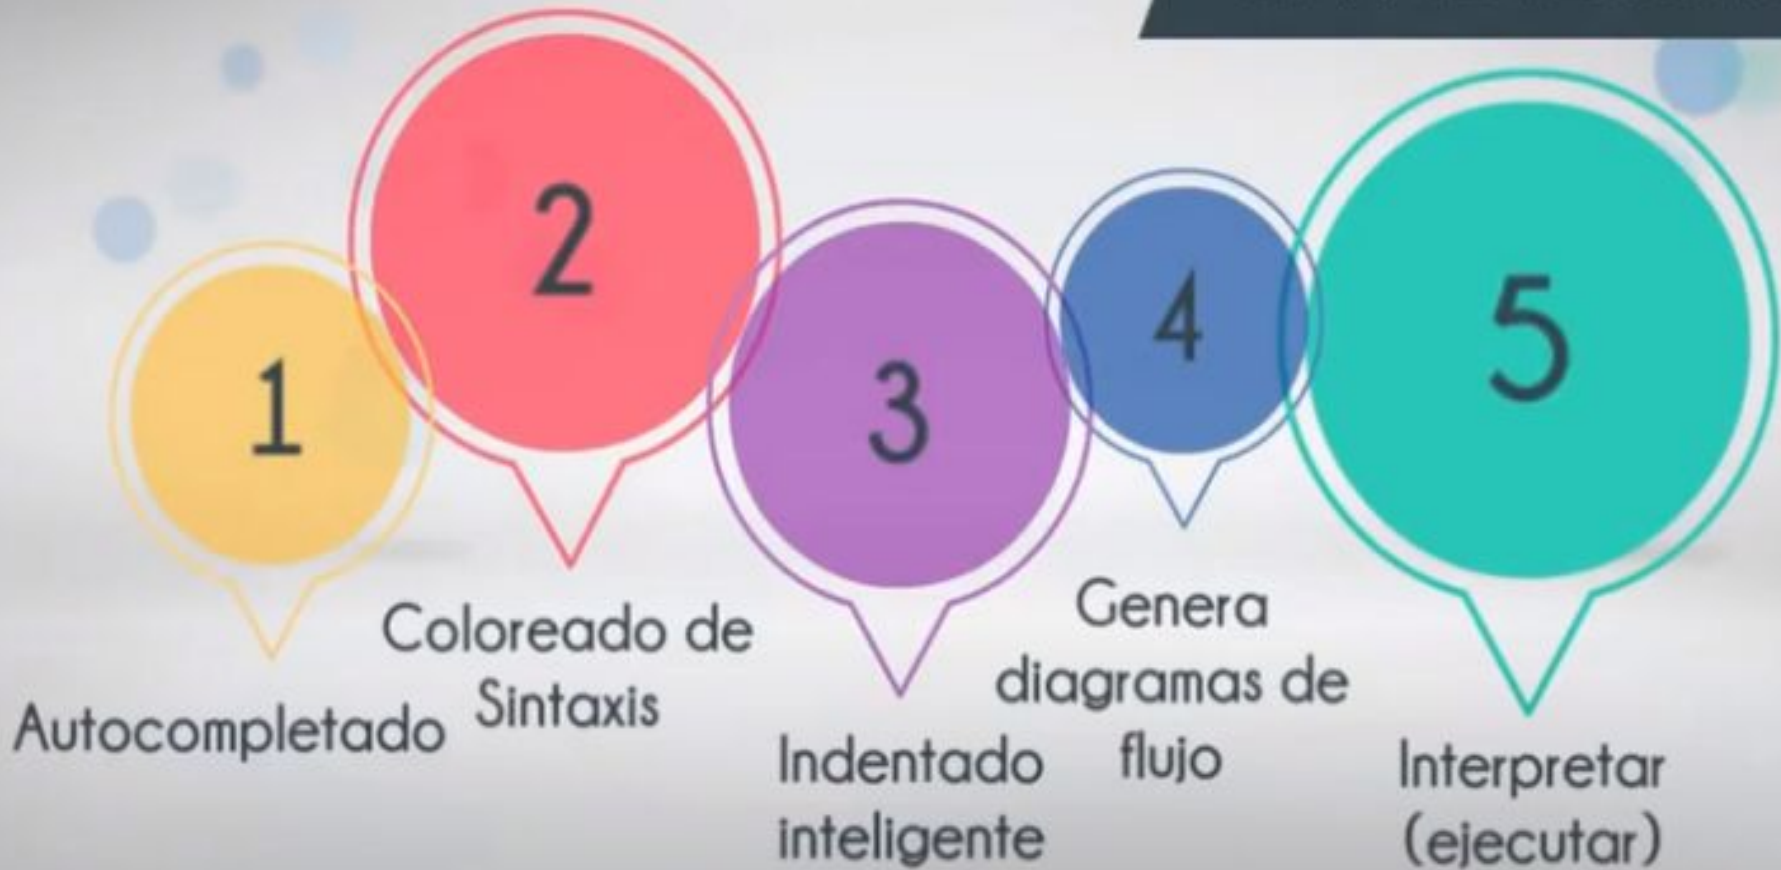 1
Autocompletado
2
Coloreado de
Sintaxis
3
Indentado
inteligente
4
Genera
diagramas de
flujo
5
Interpretar
(ejecutar)